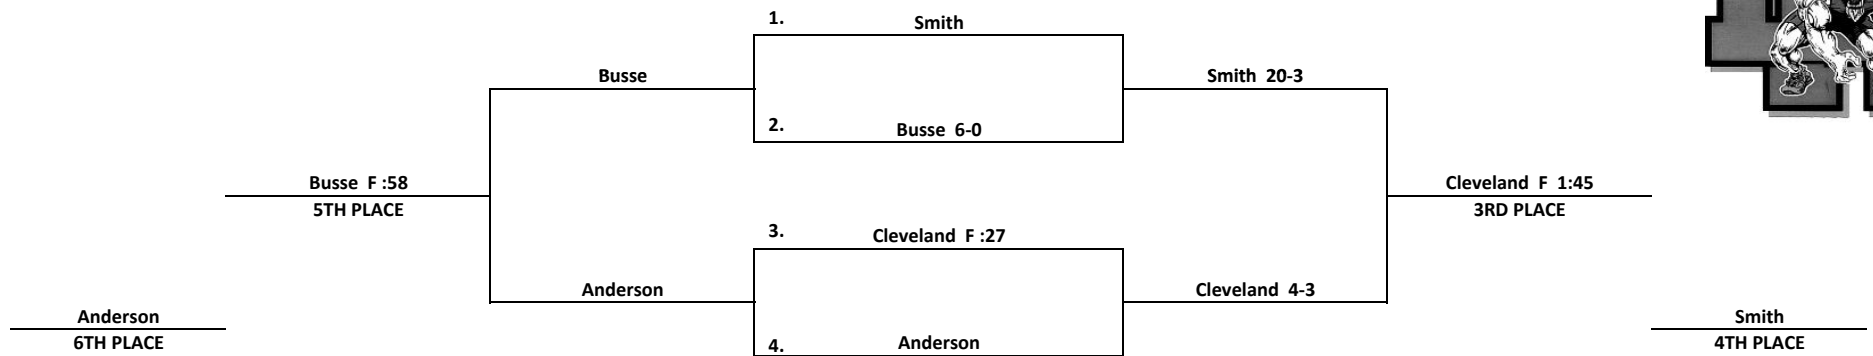 1.
Smith
Busse
Smith 20-3
2.
Busse 6-0
Busse F :58
5TH PLACE
Cleveland F 1:45
3RD PLACE
3.
Cleveland F :27
Anderson
Cleveland 4-3
Anderson
6TH PLACE
4.
Anderson
Smith
4TH PLACE